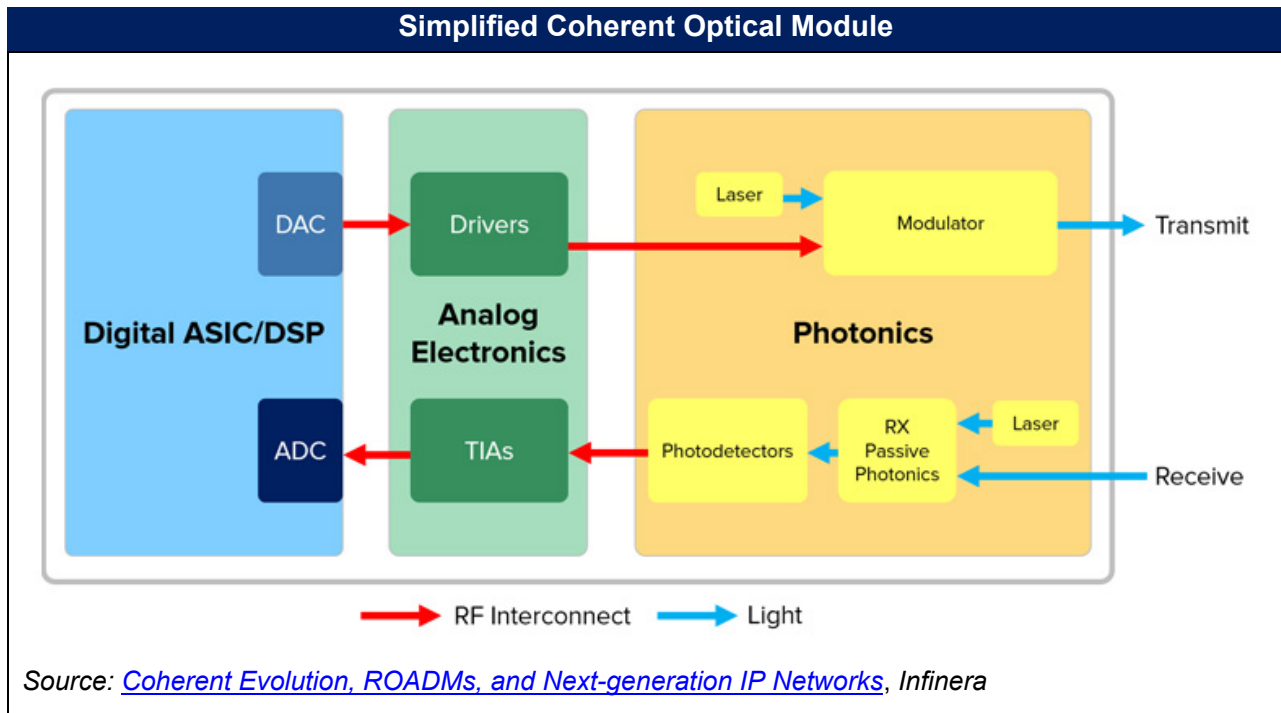 Simplified Coherent Optical Module
DAC
Drivers
Laser
Modulator
Transmit
Digital ASIC/DSP
Analog
Electronics
Photonics
ADC
TIAs
Photodetectors
RX
Passive
Photonics
Laser
Receive
RF Interconnect
Light
Source: Coherent Evolution, ROADMs, and Next-generation IP Networks, Infinera